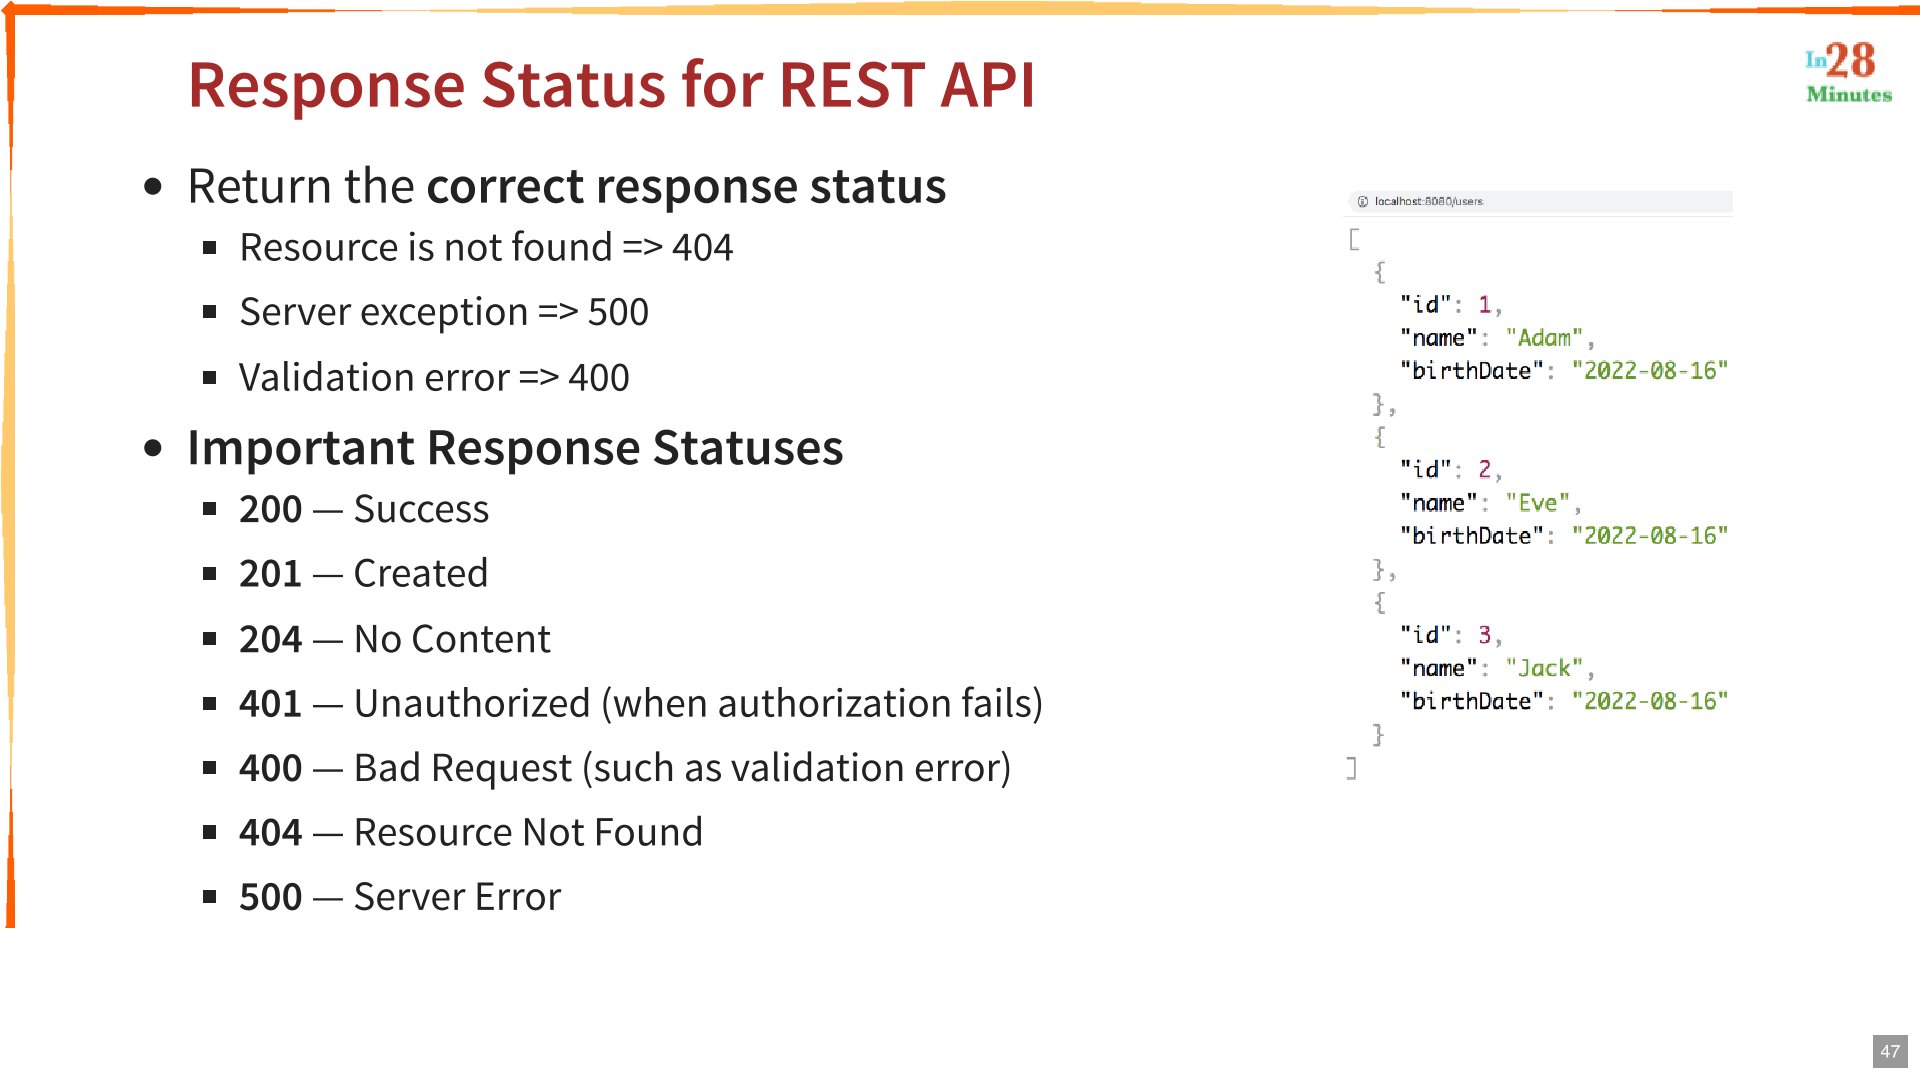 Response Status for REST API
In28
Minutes
• Return the correct response status
▪ Resource is not found => 404
▪ Server exception => 500
▪ Validation error => 400
• Important Response Statuses
▪ 200 — Success
▪ 201 — Created
▪ 204 — No Content
▪ 401 — Unauthorized (when authorization fails)
▪ 400 — Bad Request (such as validation error)
▪ 404 — Resource Not Found
▪ 500 — Server Error
localhost:8080/users
[
{
"id": 1,
"name": "Adam",
"birthDate": "2022-08-16"
},
{
"id": 2,
"name": "Eve",
"birthDate": "2022-08-16"
},
{
"id": 3,
"name": "Jack",
"birthDate": "2022-08-16"
}
]
47